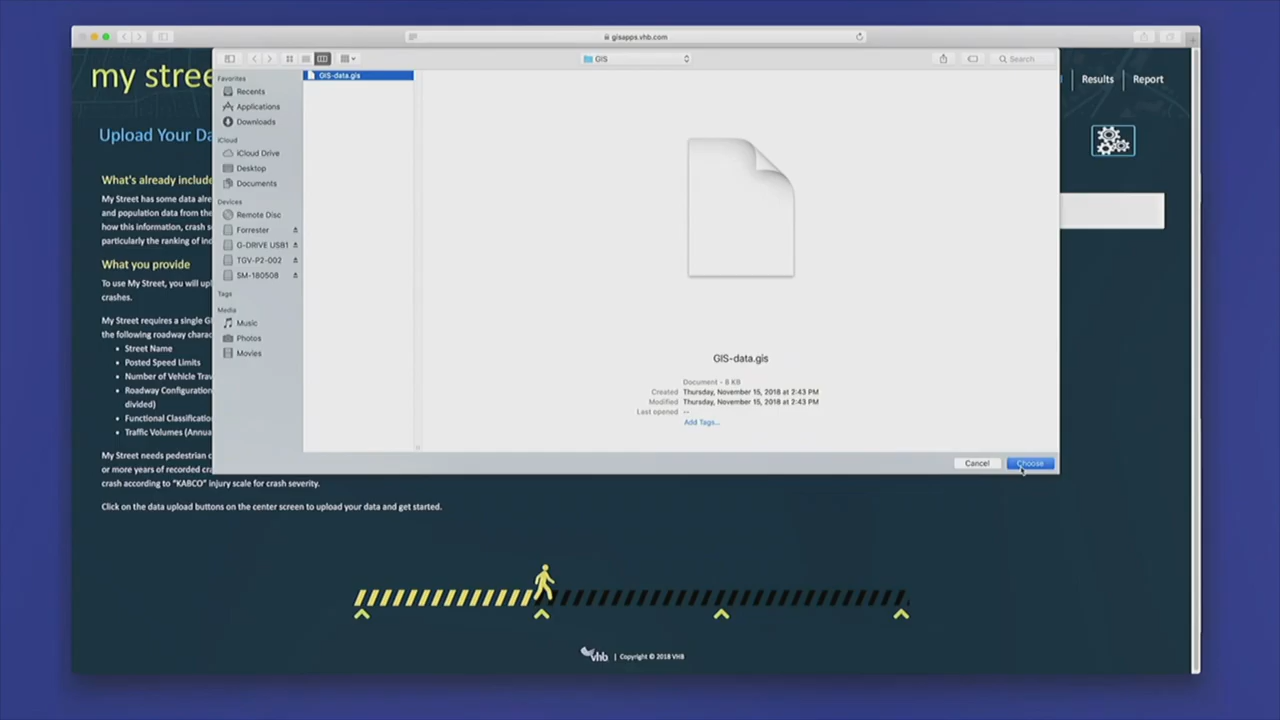 gisapps.vhb.com
my stree
Results
Report
GIS
Search
Favorites
Recents
Applications
Downloads
iCloud
iCloud Drive
Desktop
Documents
Devices
Remote Disc
Forrester
G-DRIVE USB1
TGV-P2-002
SM-180508
Tags
Media
Music
Photos
Movies
GIS-data.gis
GIS-data.gis
Document - 8 KB
Created Thursday, November 15, 2018 at 2:43 PM
Modified Thursday, November 15, 2018 at 2:43 PM
Last opened --
Add Tags...
Cancel
Choose
Upload Your Da
What's already include
My Street has some data alre
and population data from the
how this information, crash s
particularly the ranking of in
What you provide
To use My Street, you will upl
crashes.
My Street requires a single G
the following roadway charac
• Street Name
• Posted Speed Limits
• Number of Vehicle Trav
• Roadway Configuration
divided)
• Functional Classificatio
• Traffic Volumes (Annua
My Street needs pedestrian c
or more years of recorded cra
crash according to "KABCO" injury scale for crash severity.
Click on the data upload buttons on the center screen to upload your data and get started.
vhb | Copyright © 2018 VHB